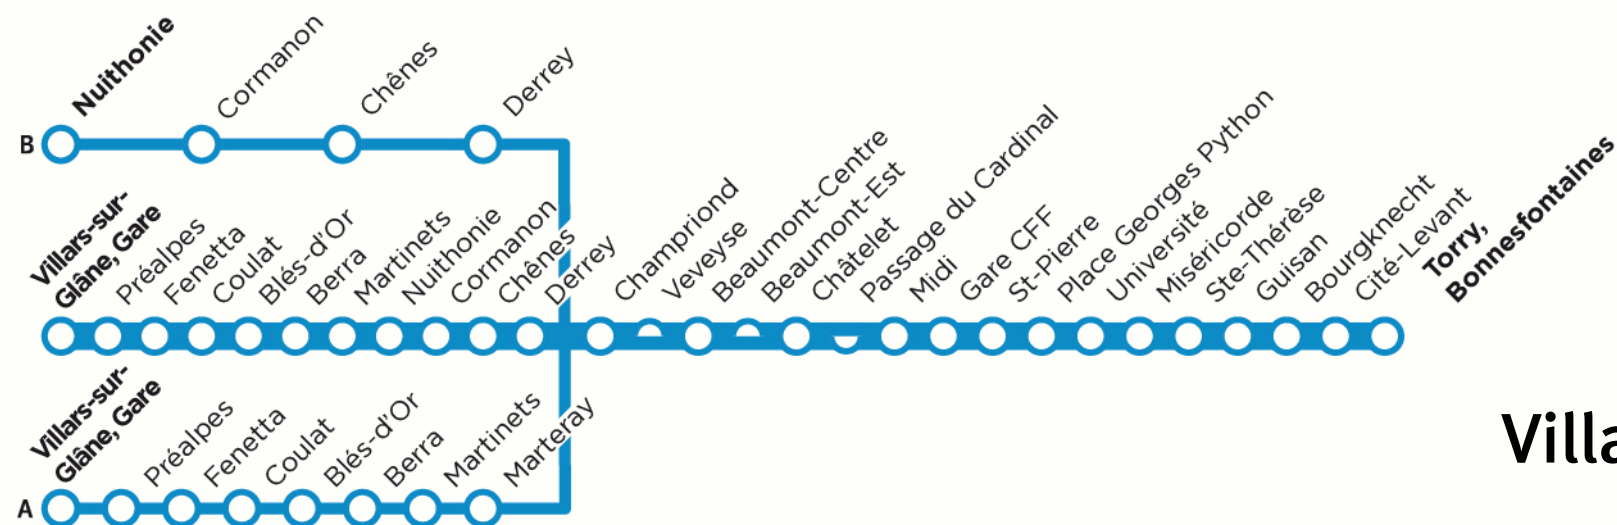 B
Nuithonie
Cormanon
Chênes
Derrey
Villars-sur-
Glâne, Gare
Préalpes
Fenetta
Coulat
Blés-d'Or
Berra
Martinets
Nuithonie
Cormanon
Chênes
Derrey
Champriond
Veveyse
Beaumont-Centre
Beaumont-Est
Châtelet
Passage du Cardinal
Midi
Gare CFF
St-Pierre
Place Georges Python
Université
Miséricorde
Ste-Thérèse
Guisan
Bourgknecht
Cité-Levant
Torry,
Bonnesfontaines
A
Villars-sur-
Glâne, Gare
Préalpes
Fenetta
Coulat
Blés-d'Or
Berra
Martinets
Marteray
Villa